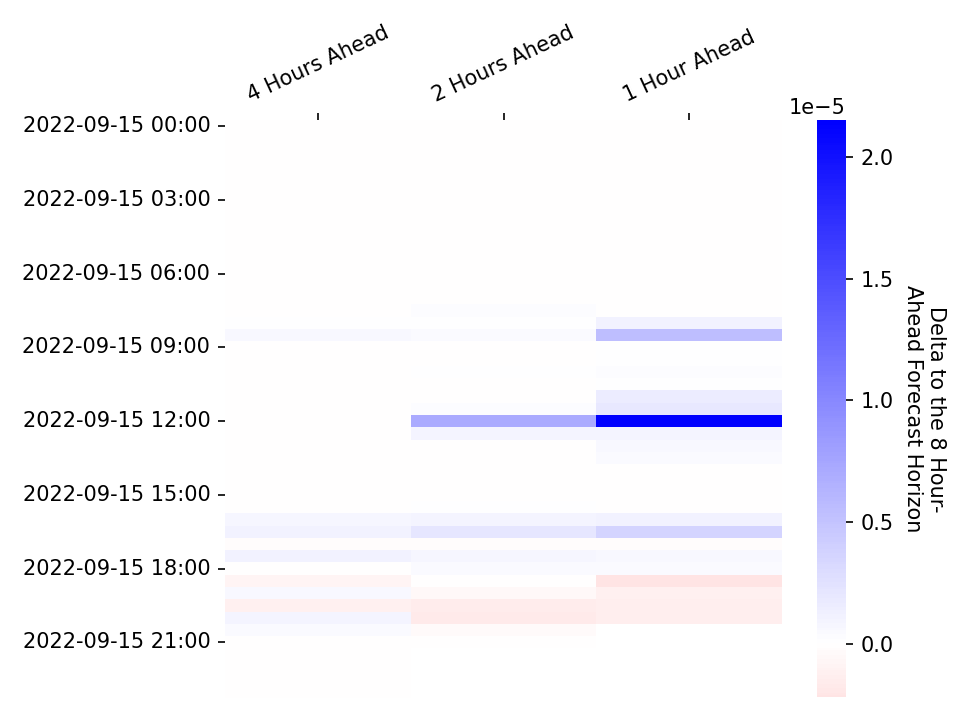 4 Hours Ahead
2 Hours Ahead
1 Hour Ahead
1e−5
2022-09-15 00:00
2022-09-15 03:00
2022-09-15 06:00
2022-09-15 09:00
2022-09-15 12:00
2022-09-15 15:00
2022-09-15 18:00
2022-09-15 21:00
2.0
1.5
1.0
0.5
0.0
Delta to the 8 Hour-
Ahead Forecast Horizon